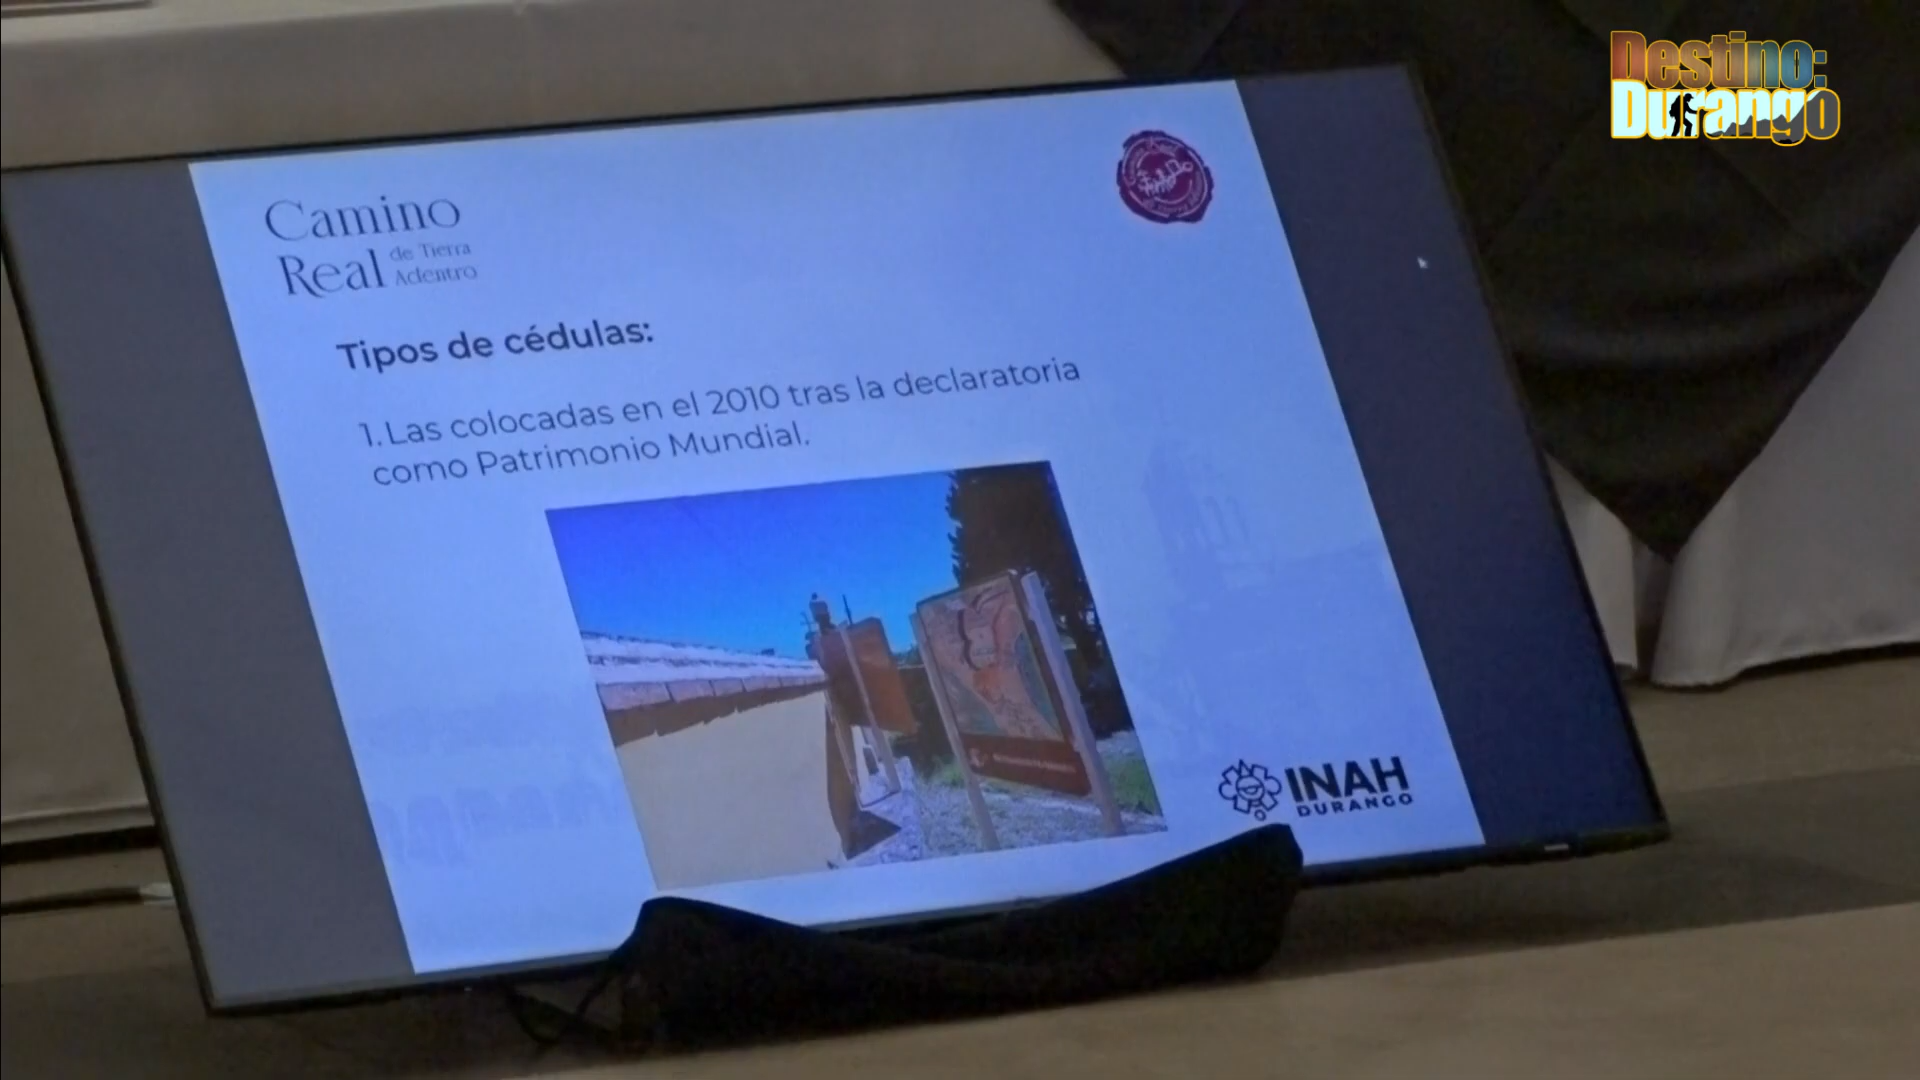 Destino:
Durango
Camino
Real de Tierra
Adentro
Tipos de cédulas:
1. Las colocadas en el 2010 tras la declaratoria
como Patrimonio Mundial.
INAH
DURANGO